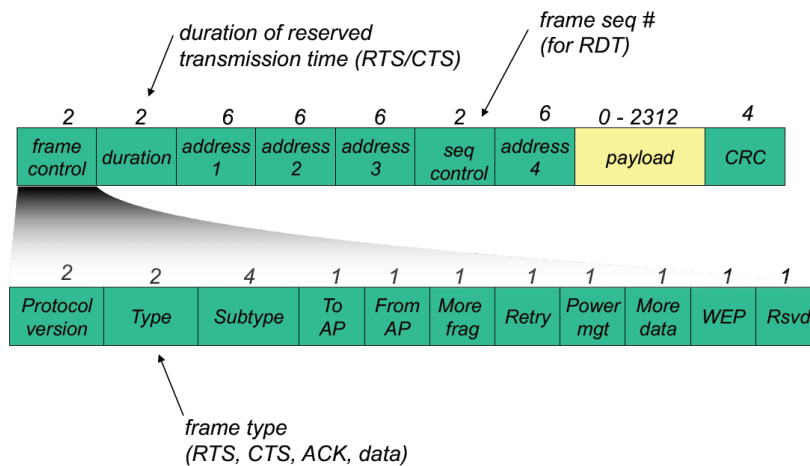 duration of reserved
transmission time (RTS/CTS)
frame seq #
(for RDT)
2 2 6 6 6 2 6 0 - 2312 4
frame
control
duration
address
1
address
2
address
3
seq
control
address
4
payload
CRC
2 2 4 1 1 1 1 1 1 1 1
Protocol
version
Type
Subtype
To
AP
From
AP
More
frag
Retry
Power
mgt
More
data
WEP
Rsvd
frame type
(RTS, CTS, ACK, data)